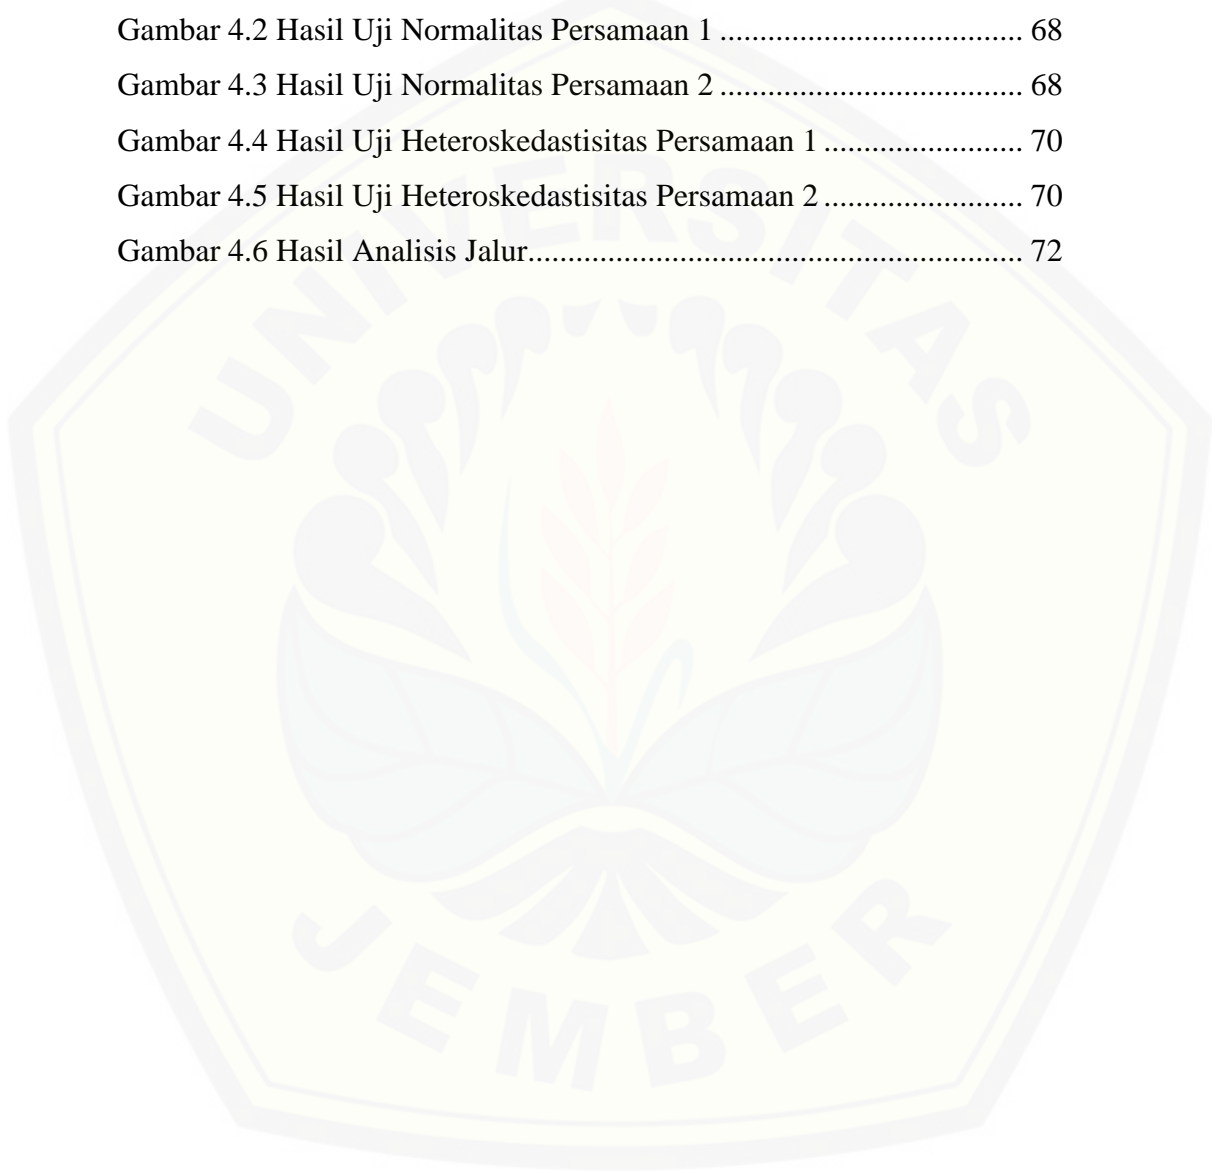 Gambar 4.2 Hasil Uji Normalitas Persamaan 1 ...................................... 68
Gambar 4.3 Hasil Uji Normalitas Persamaan 2 ...................................... 68
Gambar 4.4 Hasil Uji Heteroskedastisitas Persamaan 1 ......................... 70
Gambar 4.5 Hasil Uji Heteroskedastisitas Persamaan 2 ......................... 70
Gambar 4.6 Hasil Analisis Jalur.............................................................. 72
UNIVERSITAS
JEMBER